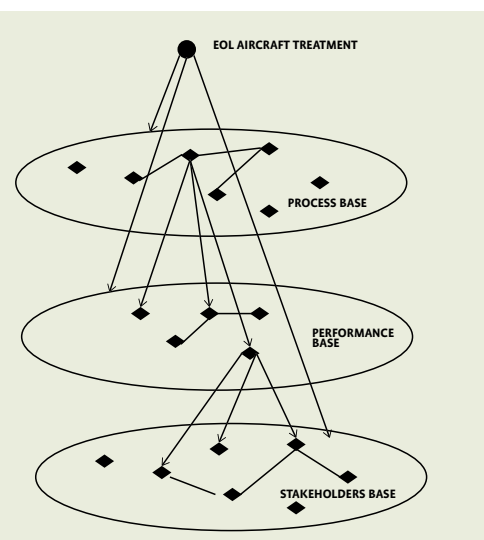 EOL AIRCRAFT TREATMENT
PROCESS BASE
PERFORMANCE
BASE
STAKEHOLDERS BASE